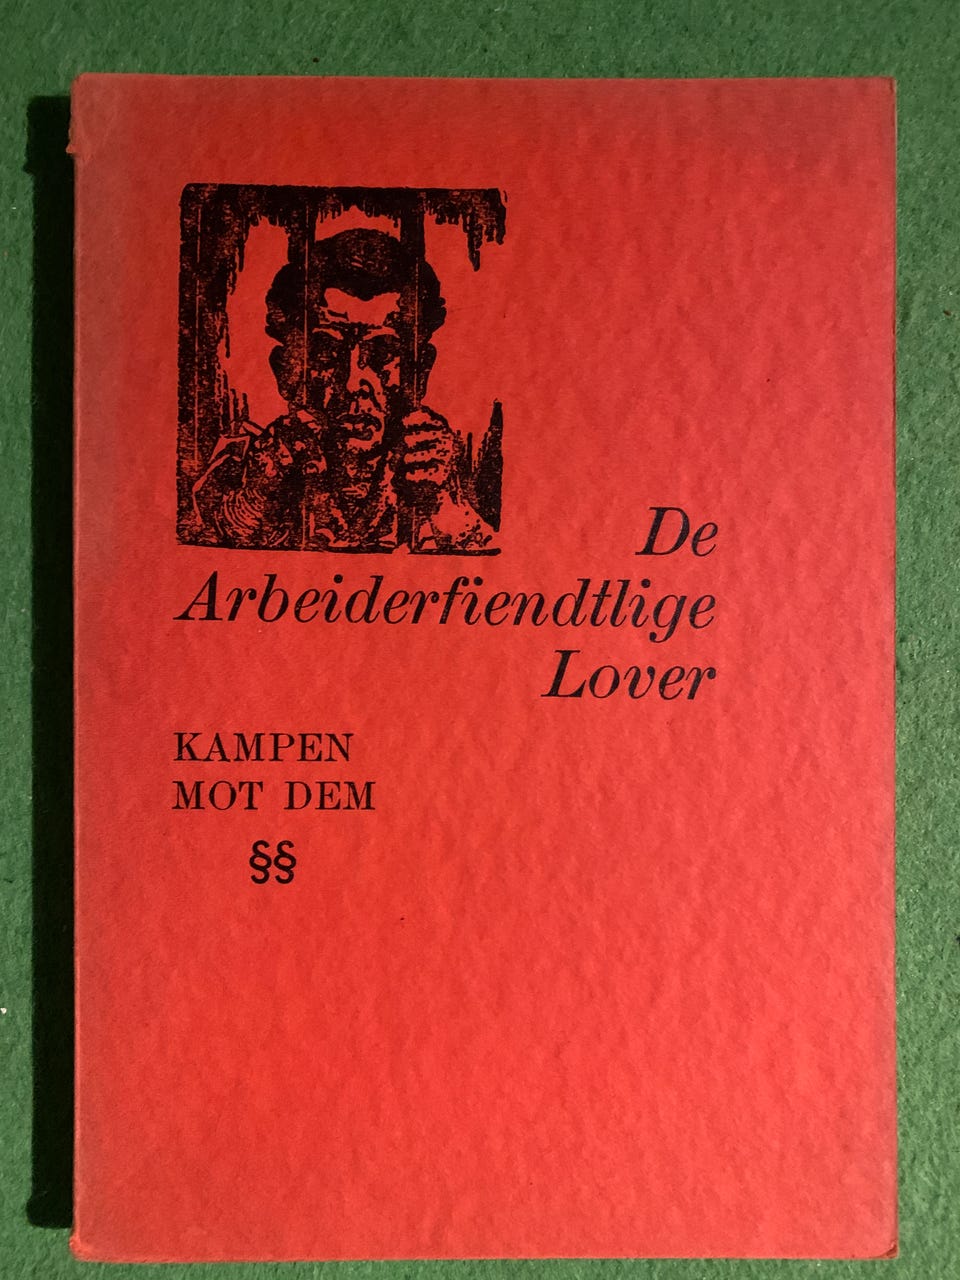 De
Arbeiderfiendtlige
Lover
KAMPEN
MOT DEM
§§